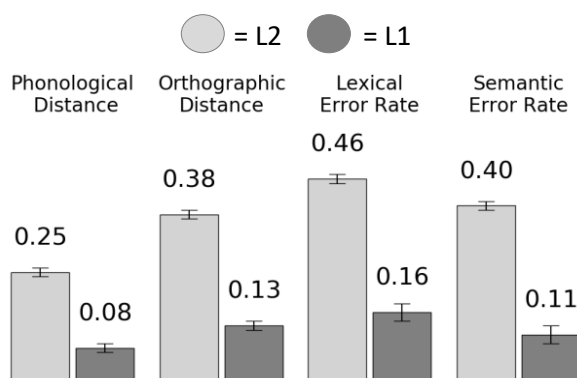 = L2 = L1
Phonological Distance
Orthographic Distance
Lexical Error Rate
Semantic Error Rate
0.25
0.08
0.38
0.13
0.46
0.16
0.40
0.11